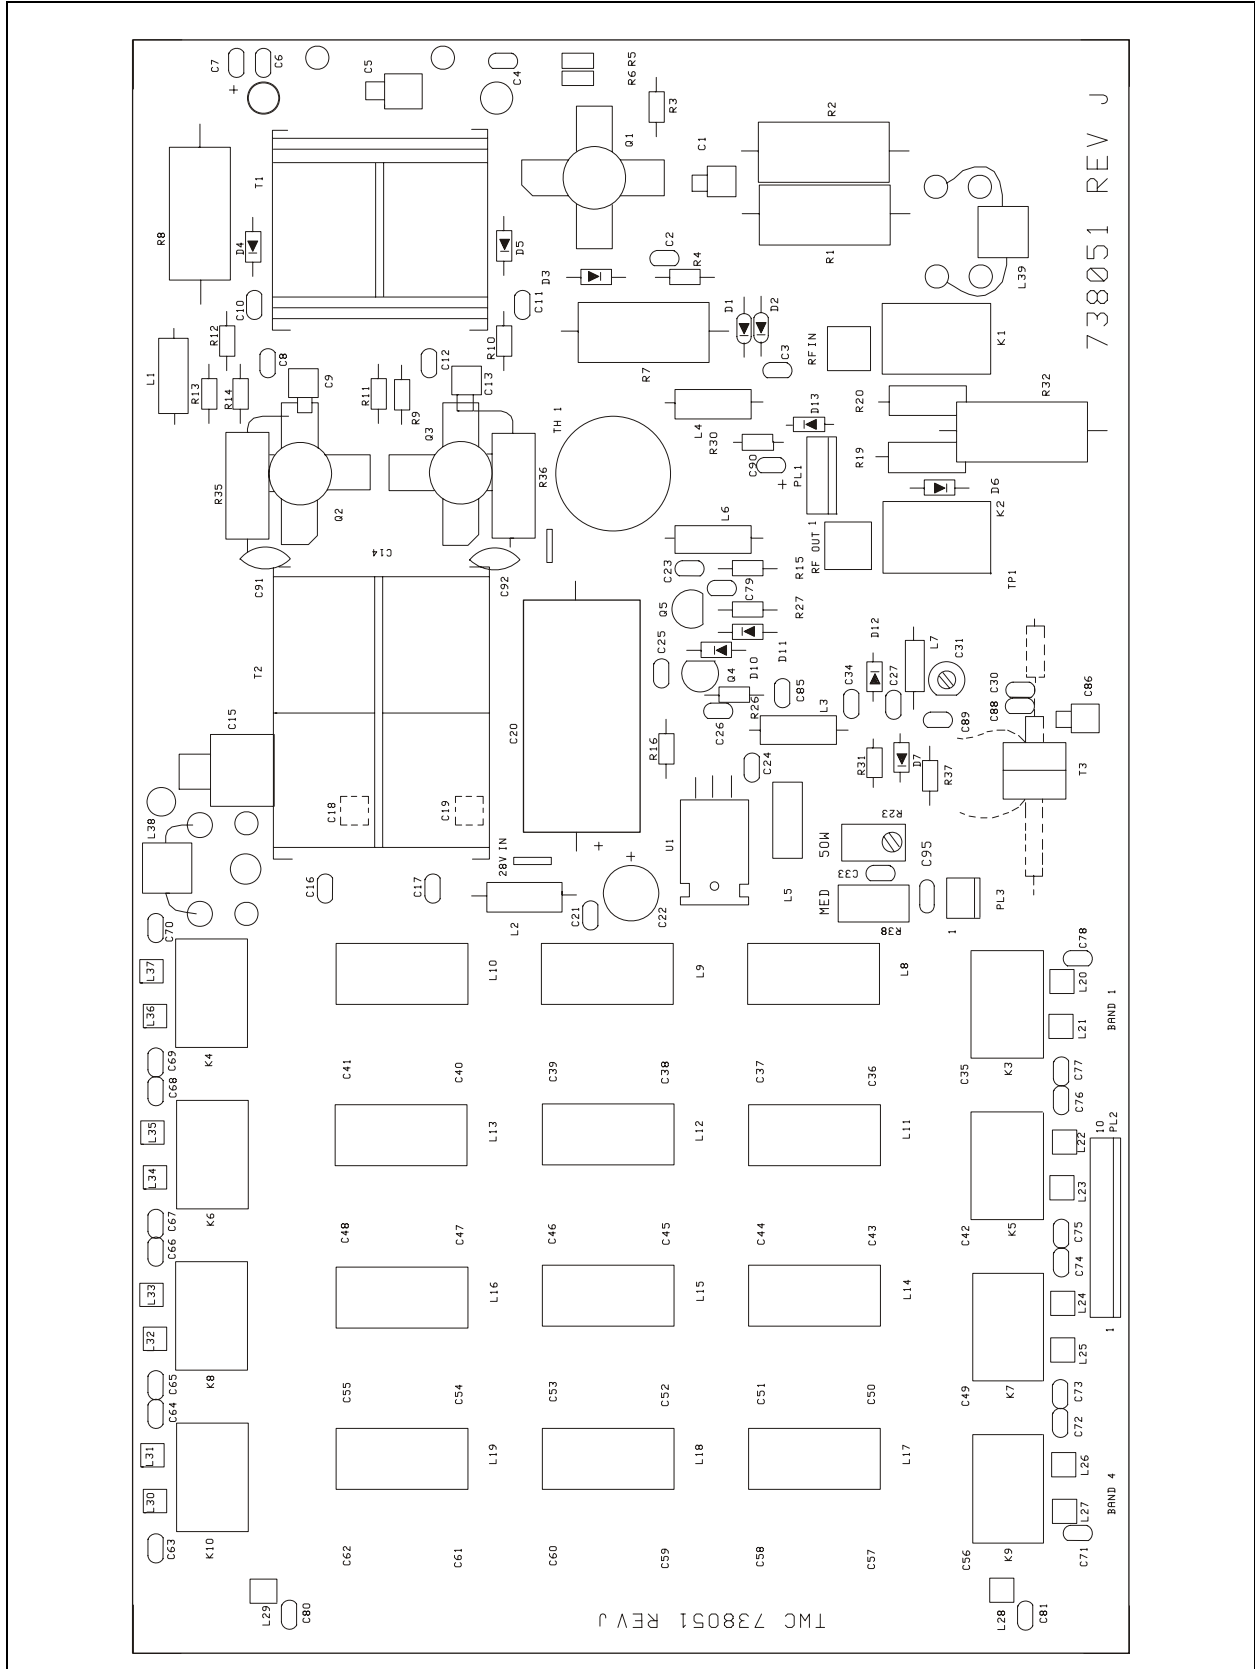 C7
C6
C5
C4
R6
R5
+
R3
Q1
C1
R2
738051 REV J
R8
T1
D4
D5
D3
C2
R4
R1
L39
C10
C11
R12
R10
D1
D2
K1
L1
C8
C12
R7
RFIN
C3
R13
R14
C9
R11
R9
C13
Q3
TH 1
L4
D13
R20
R32
R30
R35
Q2
R36
C90
+
PL1
R19
D6
K2
C14
C91
C92
L6
RF OUT 1
C23
R15
TP1
Q5
C79
R27
T2
C25
D11
D12
L7
C31
Q4
D10
C15
C20
R26
C26
C85
L3
C34
C27
C30
C88
C86
C89
R16
C24
R31
D7
R37
T3
L38
C18
C19
28V IN
+
+
U1
50W
R23
C95
C33
C16
C17
L2
C21
C22
L5
MED
R38
PL3
1
C70
C78
L37
L10
L9
L8
L20
L36
L21
BAND 1
K4
K3
C69
C68
C41
C40
C39
C38
C37
C36
C35
C77
C76
L35
L13
L12
L11
L22
10
PL2
L34
L23
K6
K5
C67
C66
C48
C47
C46
C45
C44
C43
C42
C75
C74
L33
L16
L15
L14
L24
L32
L25
1
K8
K7
C65
C64
C55
C54
C53
C52
C51
C50
C49
C73
C72
L31
L19
L18
L17
L26
L30
L27
BAND 4
K10
K9
C63
C62
C61
C60
C59
C58
C57
C56
C71
L29
C80
L28
C81
TWC 738051 REV J